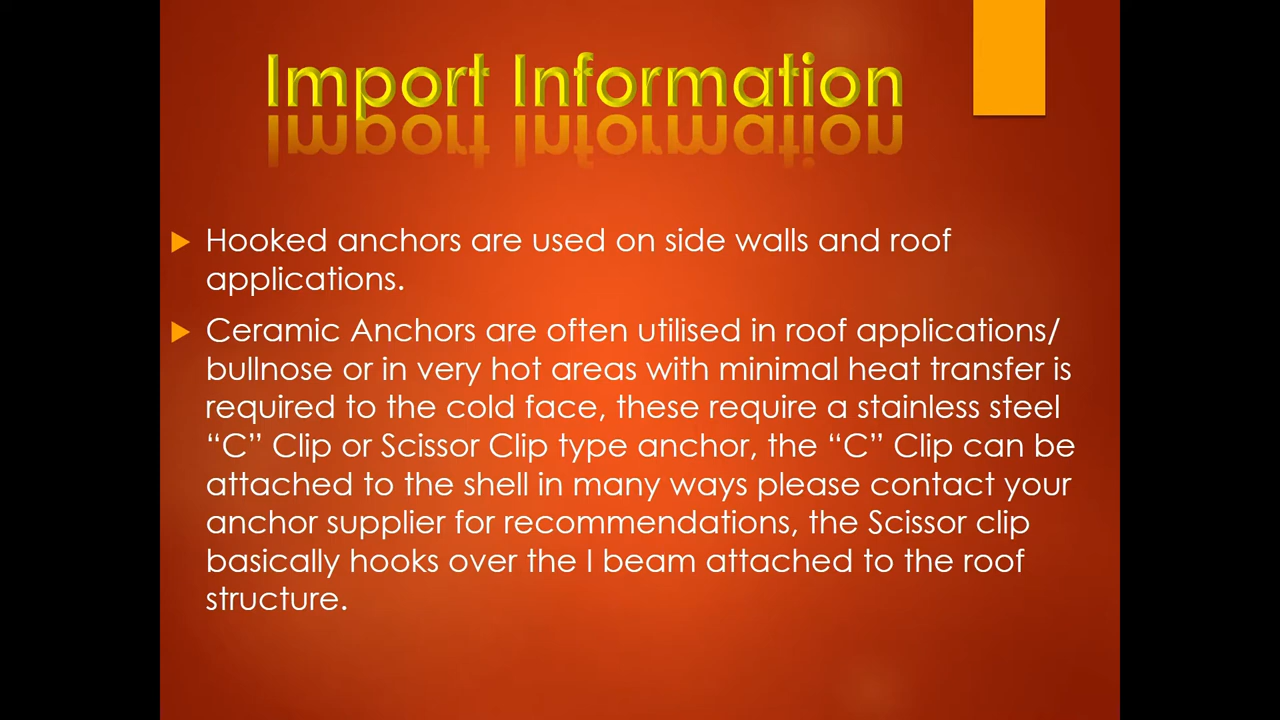 Import Information
Hooked anchors are used on side walls and roof
applications.
Ceramic Anchors are often utilised in roof applications/
bullnose or in very hot areas with minimal heat transfer is
required to the cold face, these require a stainless steel
“C” Clip or Scissor Clip type anchor, the “C” Clip can be
attached to the shell in many ways please contact your
anchor supplier for recommendations, the Scissor clip
basically hooks over the I beam attached to the roof
structure.